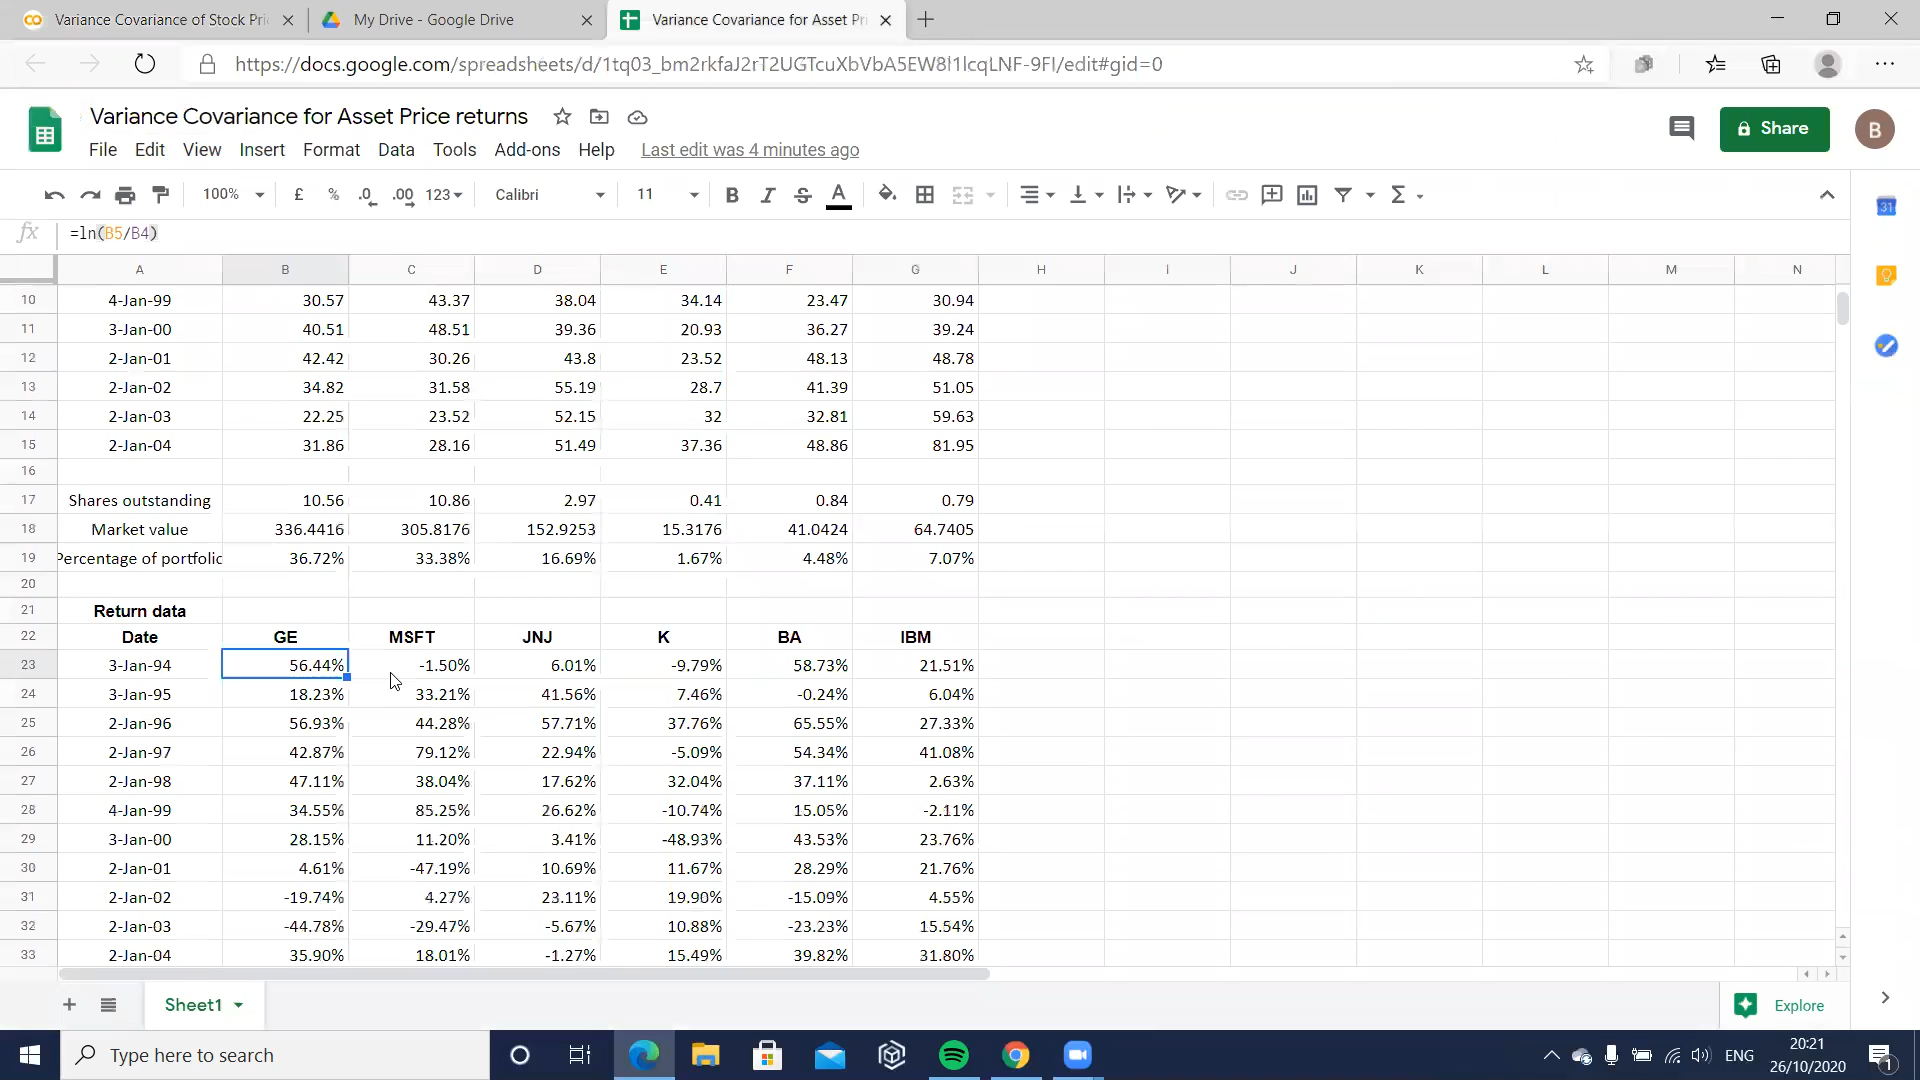 Variance Covariance of Stock Pri
My Drive - Google Drive
Variance Covariance for Asset Pri
https://docs.google.com/spreadsheets/d/1tq03_bm2rkfaJ2rT2UGTcuXbVbA5EW8I1lcqLNF-9FI/edit#gid=0
Variance Covariance for Asset Price returns
Share
B
File Edit View Insert Format Data Tools Add-ons Help Last edit was 4 minutes ago
100% £ % .0 .00 123 Calibri 11 B I S A Σ
fx =ln(B5/B4)
A B C D E F G H I J K L M N
10 4-Jan-99 30.57 43.37 38.04 34.14 23.47 30.94
11 3-Jan-00 40.51 48.51 39.36 20.93 36.27 39.24
12 2-Jan-01 42.42 30.26 43.8 23.52 48.13 48.78
13 2-Jan-02 34.82 31.58 55.19 28.7 41.39 51.05
14 2-Jan-03 22.25 23.52 52.15 32 32.81 59.63
15 2-Jan-04 31.86 28.16 51.49 37.36 48.86 81.95
16
17 Shares outstanding 10.56 10.86 2.97 0.41 0.84 0.79
18 Market value 336.4416 305.8176 152.9253 15.3176 41.0424 64.7405
19 Percentage of portfolio 36.72% 33.38% 16.69% 1.67% 4.48% 7.07%
20
21 Return data
22 Date GE MSFT JNJ K BA IBM
23 3-Jan-94 56.44% -1.50% 6.01% -9.79% 58.73% 21.51%
24 3-Jan-95 18.23% 33.21% 41.56% 7.46% -0.24% 6.04%
25 2-Jan-96 56.93% 44.28% 57.71% 37.76% 65.55% 27.33%
26 2-Jan-97 42.87% 79.12% 22.94% -5.09% 54.34% 41.08%
27 2-Jan-98 47.11% 38.04% 17.62% 32.04% 37.11% 2.63%
28 4-Jan-99 34.55% 85.25% 26.62% -10.74% 15.05% -2.11%
29 3-Jan-00 28.15% 11.20% 3.41% -48.93% 43.53% 23.76%
30 2-Jan-01 4.61% -47.19% 10.69% 11.67% 28.29% 21.76%
31 2-Jan-02 -19.74% 4.27% 23.11% 19.90% -15.09% 4.55%
32 2-Jan-03 -44.78% -29.47% -5.67% 10.88% -23.23% 15.54%
33 2-Jan-04 35.90% 18.01% -1.27% 15.49% 39.82% 31.80%
31
Sheet1
Explore
Type here to search
ENG
20:21
26/10/2020
1